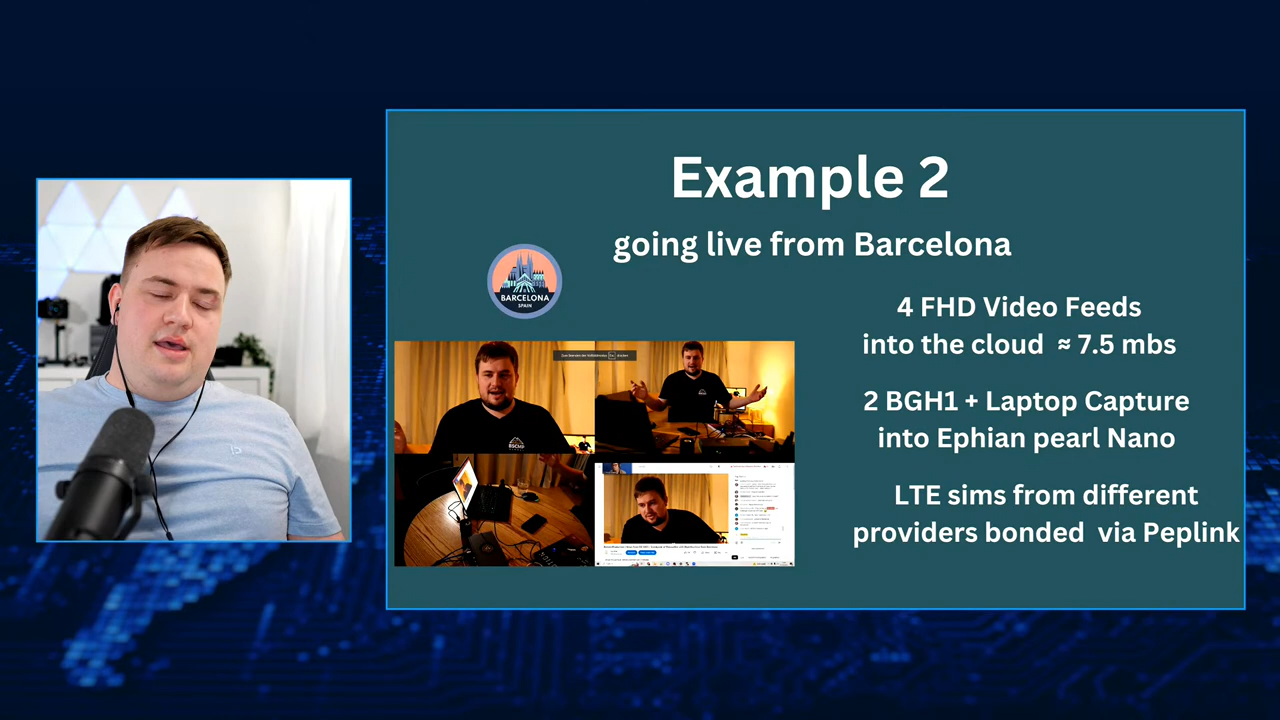 Example 2
going live from Barcelona
BARCELONA
SPAIN
4 FHD Video Feeds
into the cloud ≈ 7.5 mbs
2 BGH1 + Laptop Capture
into Ephian pearl Nano
LTE sims from different
providers bonded via Peplink